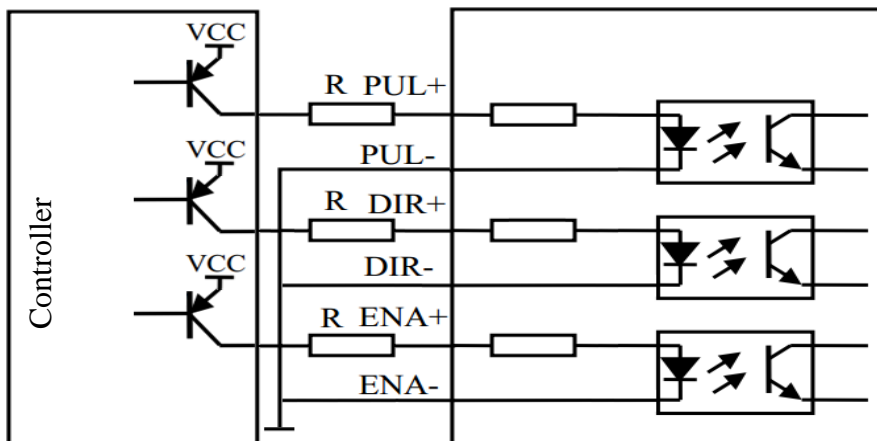 VCC
R PUL+
PUL-
VCC
R DIR+
DIR-
VCC
R ENA+
ENA-
Controller